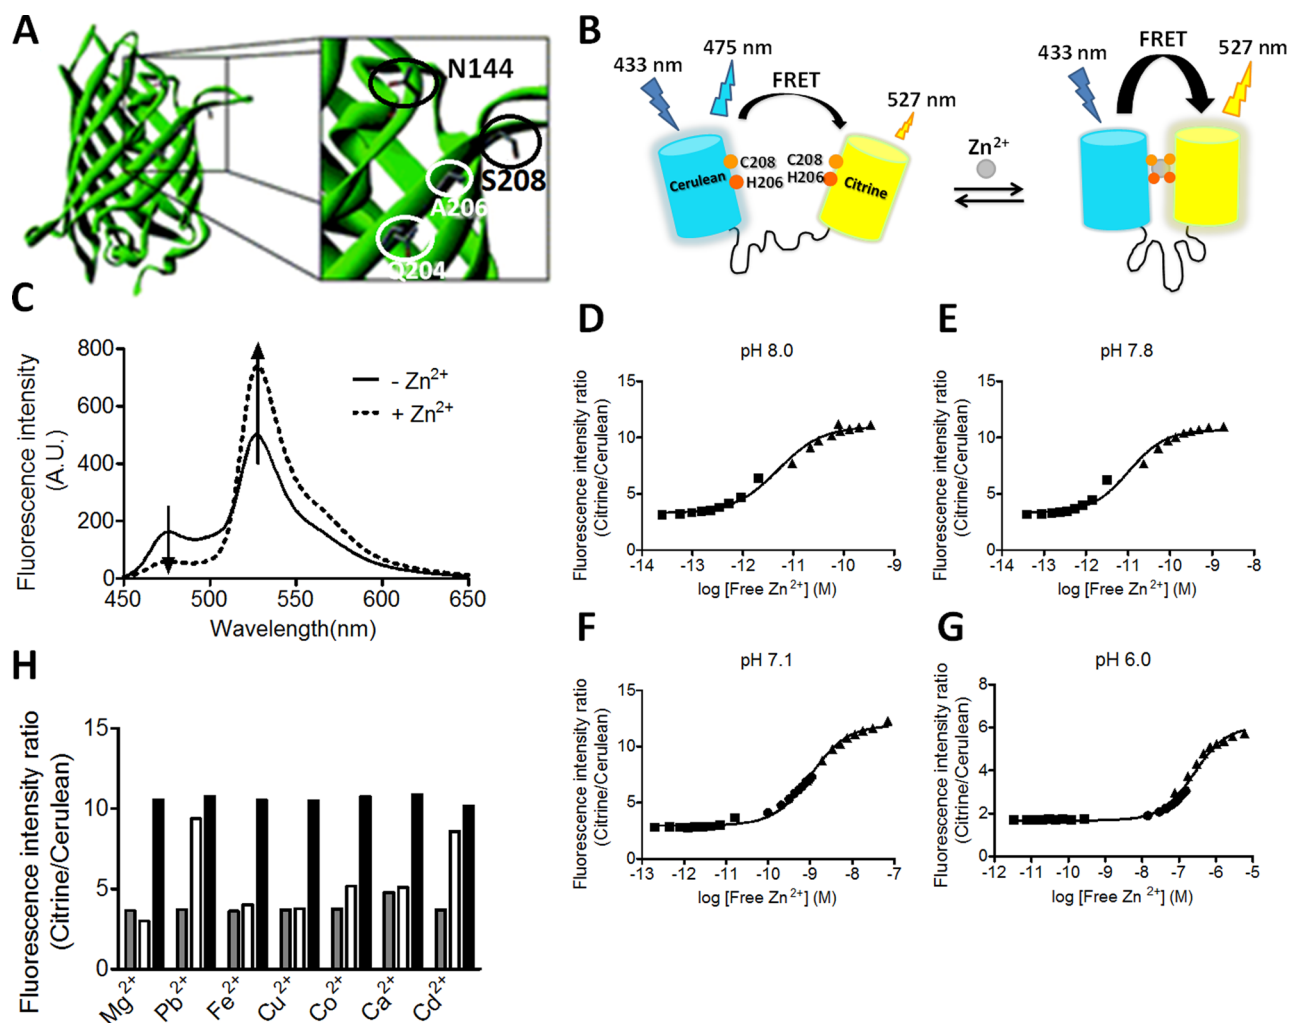 A
N144
S208
A206
Q204
B
433 nm
475 nm
FRET
527 nm
C208
H206
C208
H206
Cerulean
Citrine
Zn2+
433 nm
FRET
527 nm
C
Fluorescence intensity
(A.U.)
800
600
400
200
0
- Zn2+
+ Zn2+
450
500
550
600
650
Wavelength(nm)
D
pH 8.0
Fluorescence intensity ratio
(Citrine/Cerulean)
15
10
5
0
-14
-13
-12
-11
-10
-9
log [Free Zn2+] (M)
E
pH 7.8
Fluorescence intensity ratio
(Citrine/Cerulean)
15
10
5
0
-14
-13
-12
-11
-10
-9
-8
log [Free Zn2+] (M)
F
pH 7.1
Fluorescence intensity ratio
(Citrine/Cerulean)
15
10
5
0
-13
-12
-11
-10
-9
-8
-7
log [Free Zn2+] (M)
G
pH 6.0
Fluorescence intensity ratio
(Citrine/Cerulean)
8
6
4
2
0
-12
-11
-10
-9
-8
-7
-6
-5
log [Free Zn2+] (M)
H
Fluorescence intensity ratio
(Citrine/Cerulean)
15
10
5
0
Mg2+
Pb2+
Fe2+
Cu2+
Co2+
Ca2+
Cd2+